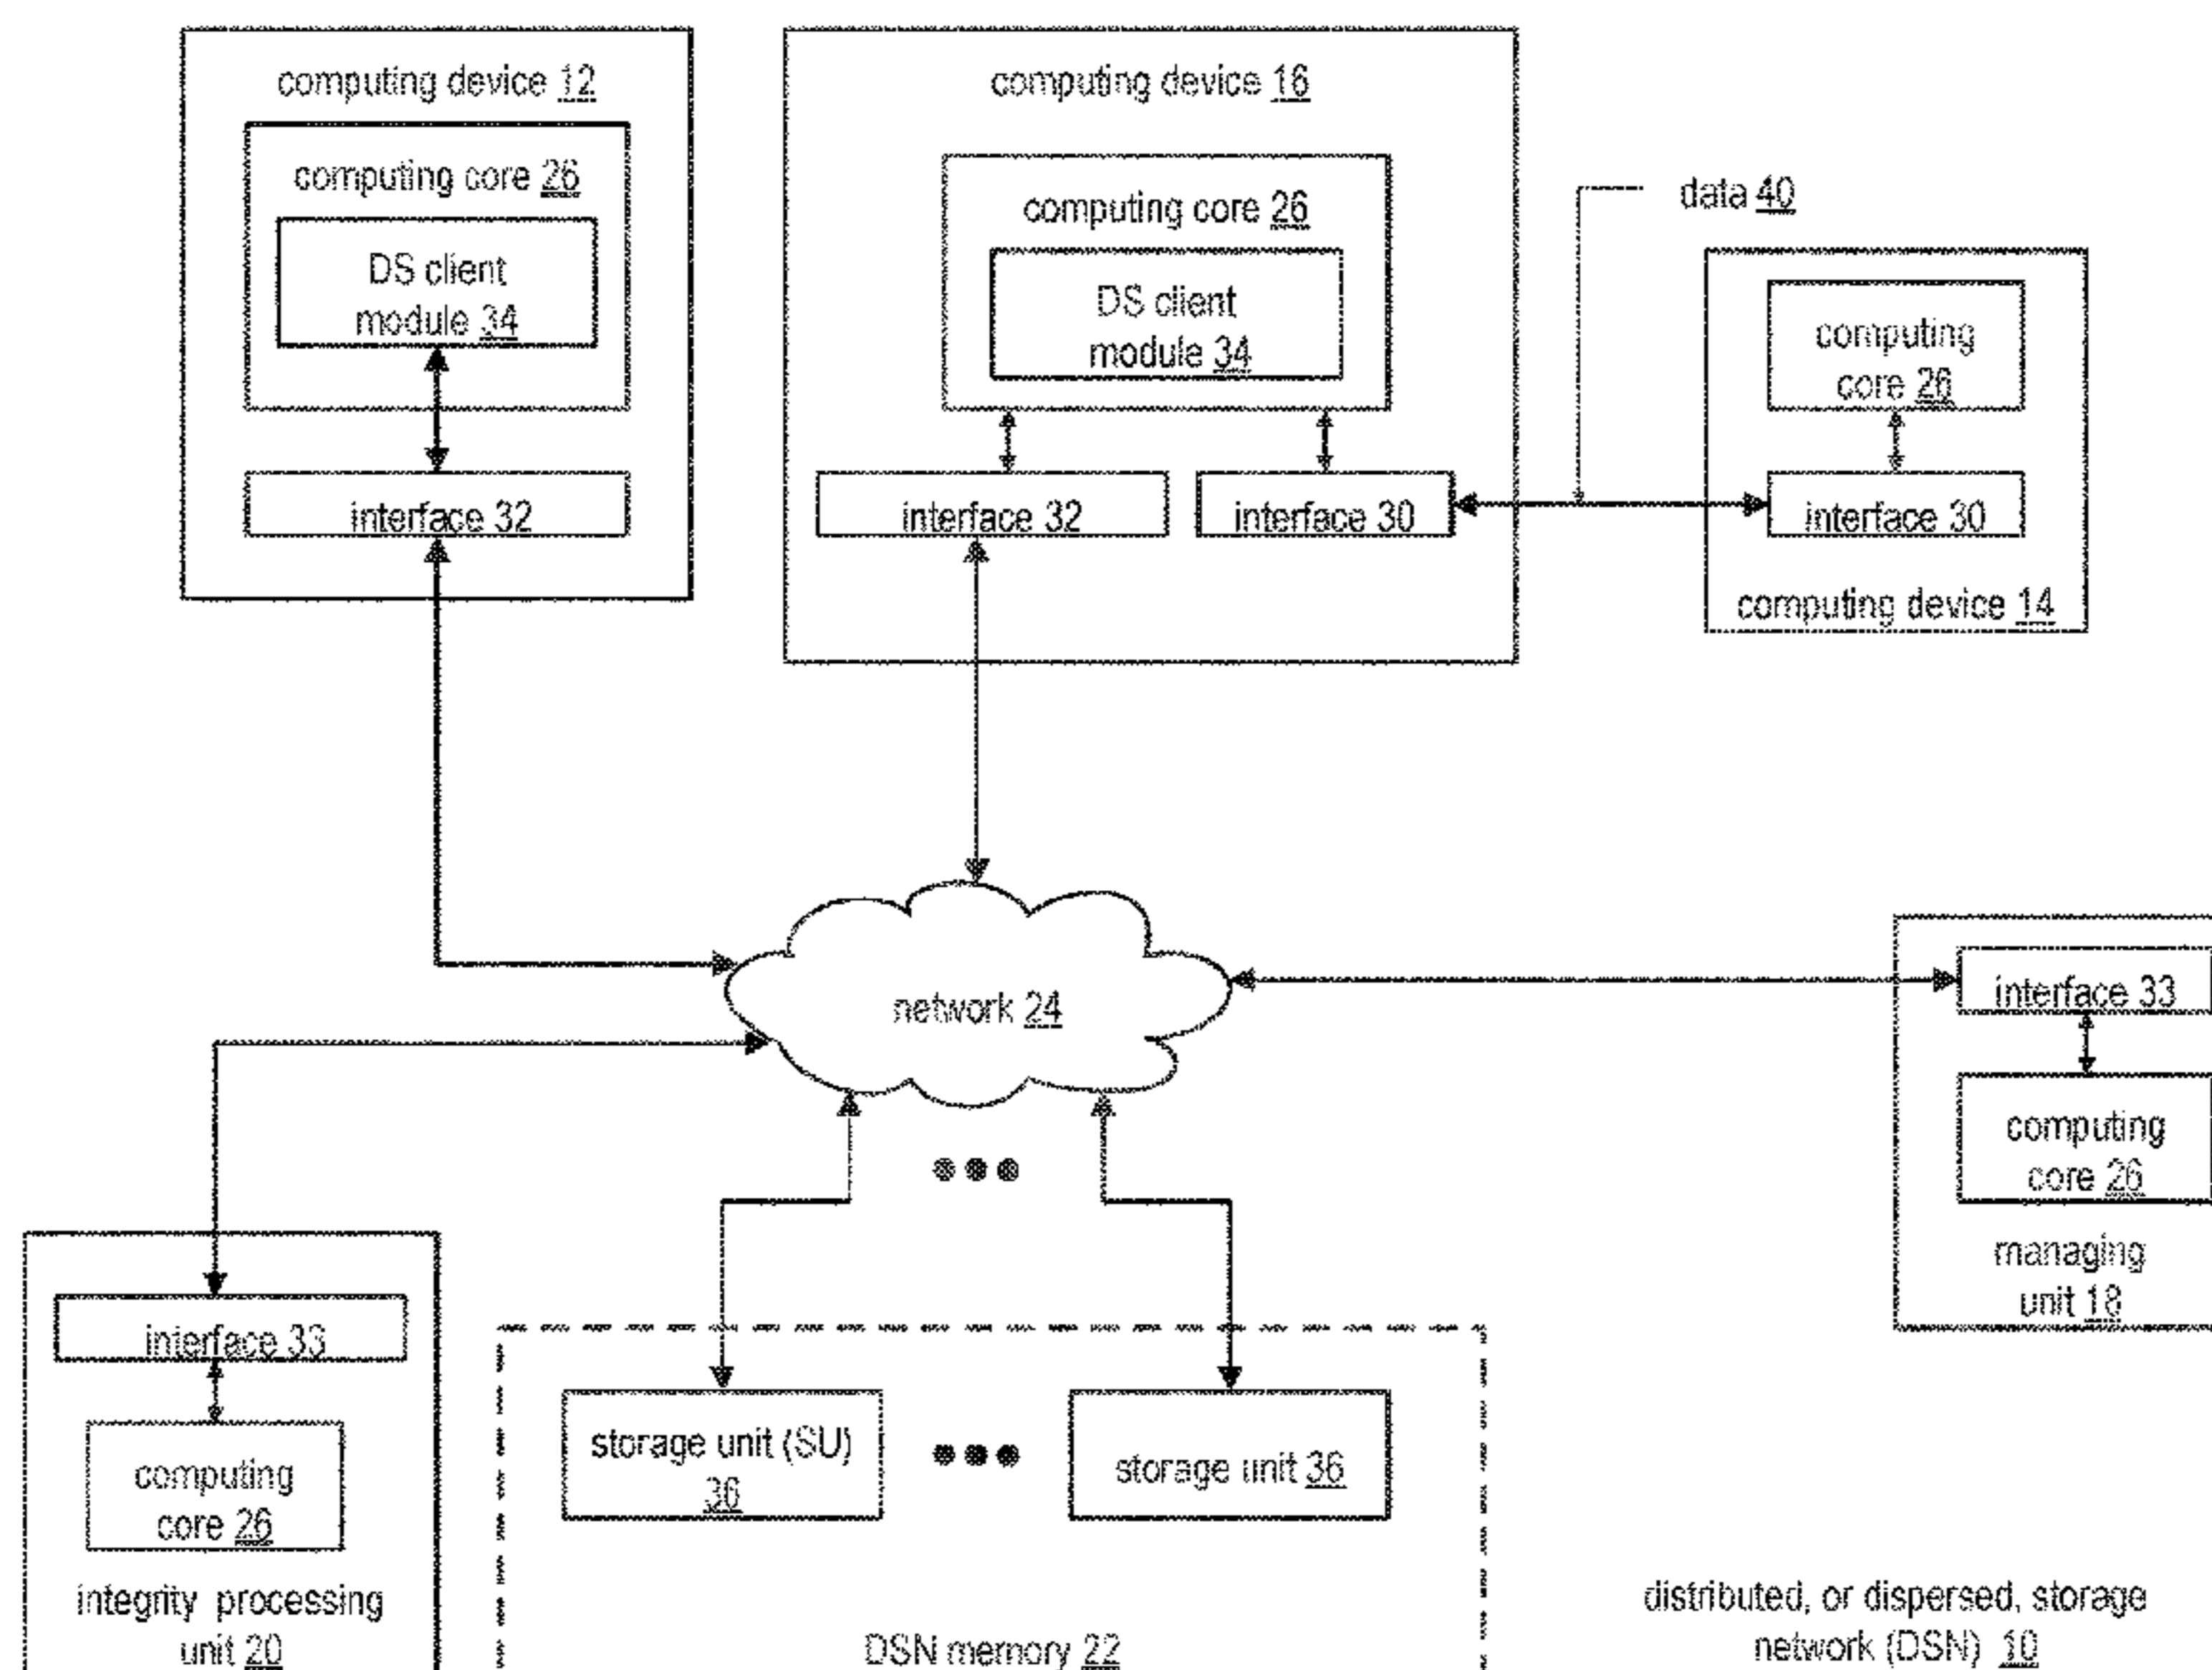 computing device 12
computing core 26
DS client
module 34
interface 32
computing device 16
computing core 26
DS client
module 34
interface 32
interface 30
data 40
computing
core 26
interface 30
computing device 14
network 24
interface 33
computing
core 26
managing
unit 18
interface 33
computing
core 26
integrity processing
unit 20
storage unit (SU)
36
storage unit 36
DSN memory 22
distributed, or dispersed, storage
network (DSN) 10